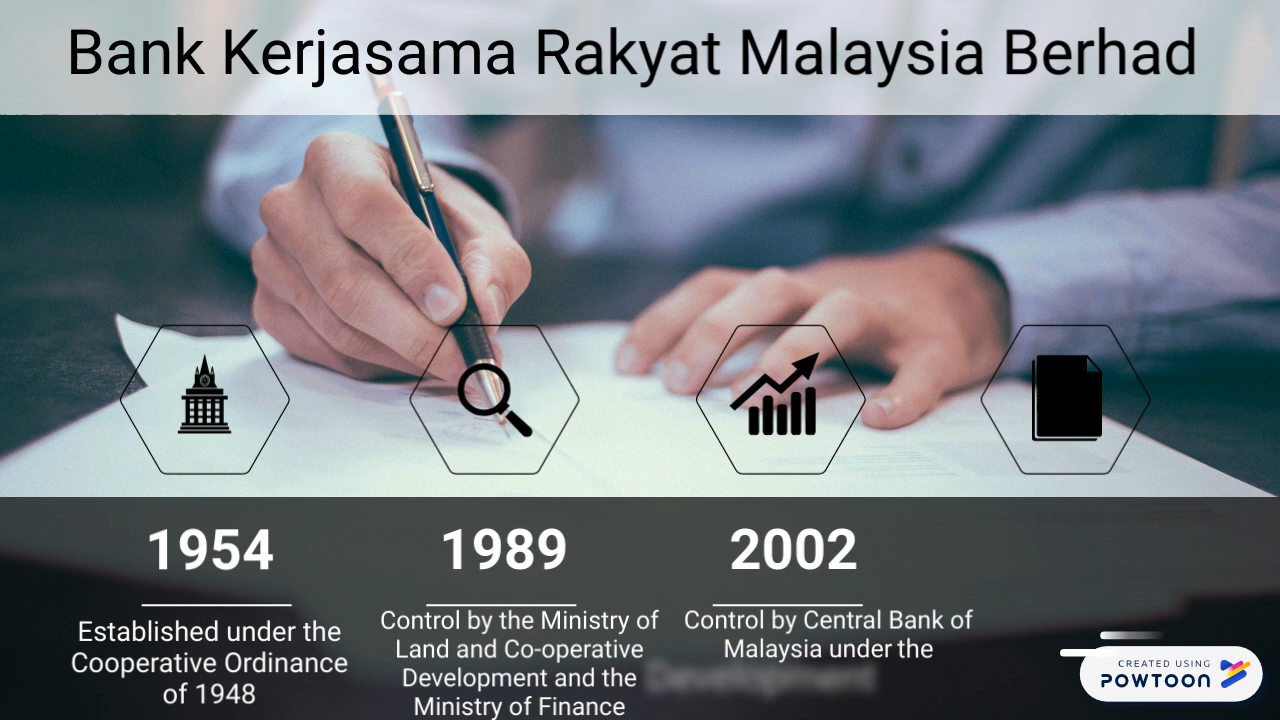 Bank Kerjasama Rakyat Malaysia Berhad
1954
Established under the
Cooperative Ordinance
of 1948
1989
Control by the Ministry of
Land and Co-operative
Development and the
Ministry of Finance
2002
Control by Central Bank of
Malaysia under the
Development
CREATED USING
POWTOON